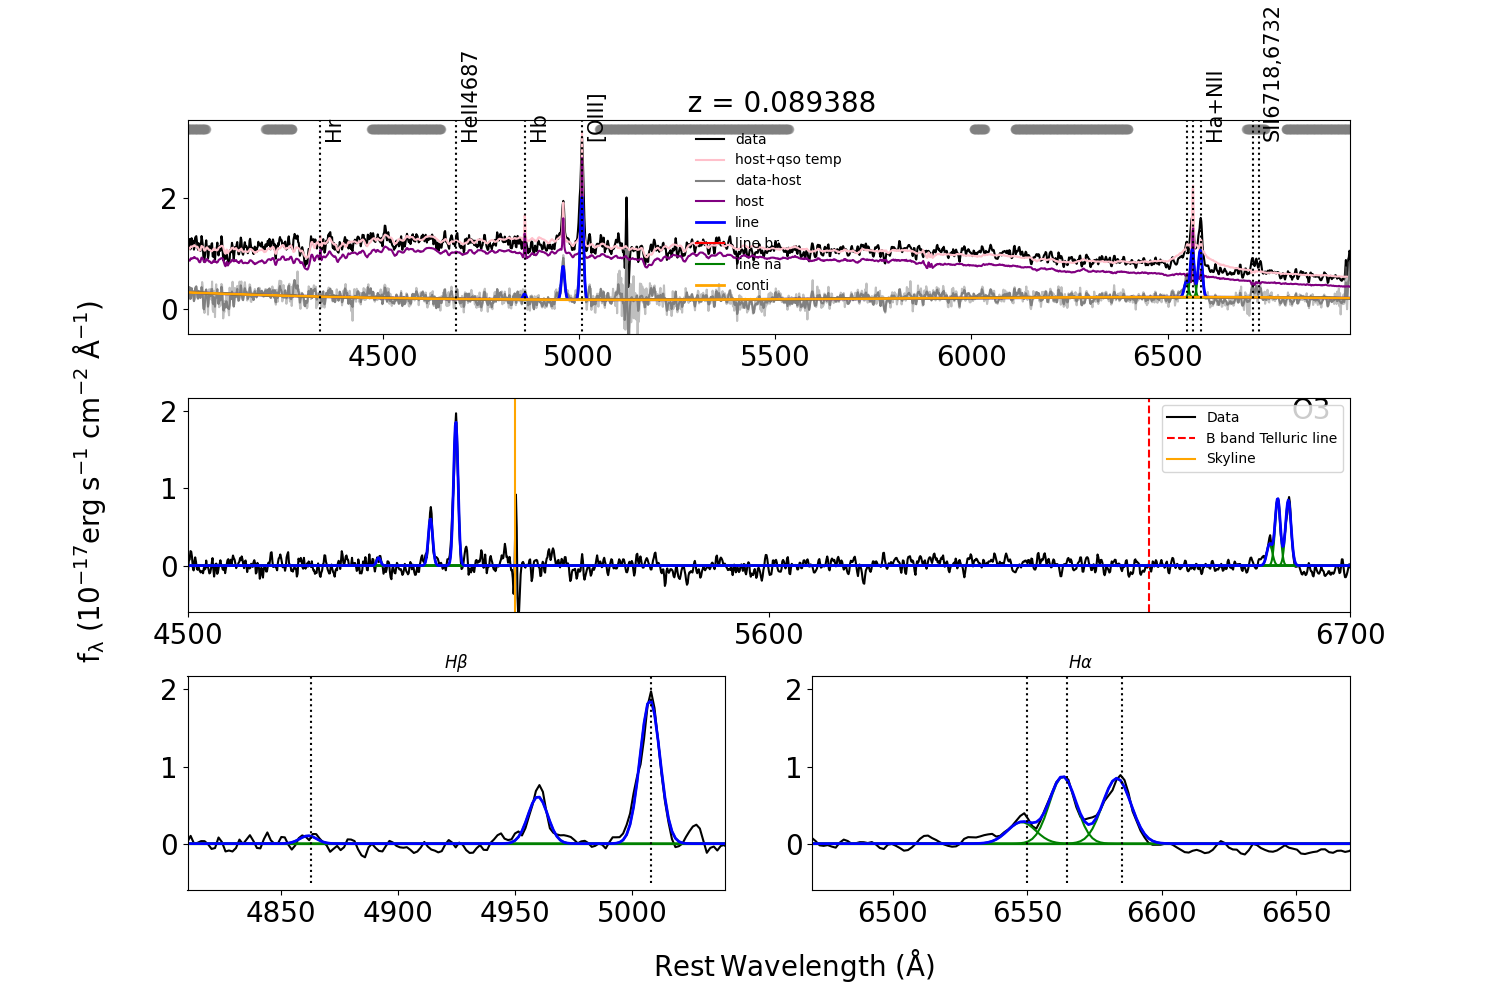 z = 0.089388
Hr
HeII4687
Hb
[OIII]
Ha+NII
SII6718,6732
data
host+qso temp
data-host
host
line
line br
line na
conti
2
0
4500 5000 5500 6000 6500
f_λ (10^{-17} erg s^{-1} cm^{-2} Å^{-1})
O3
Data
B band Telluric line
Skyline
2
1
0
4500 5600 6700
Hβ
2
1
0
4850 4900 4950 5000
Hα
2
1
0
6500 6550 6600 6650
Rest Wavelength (Å)